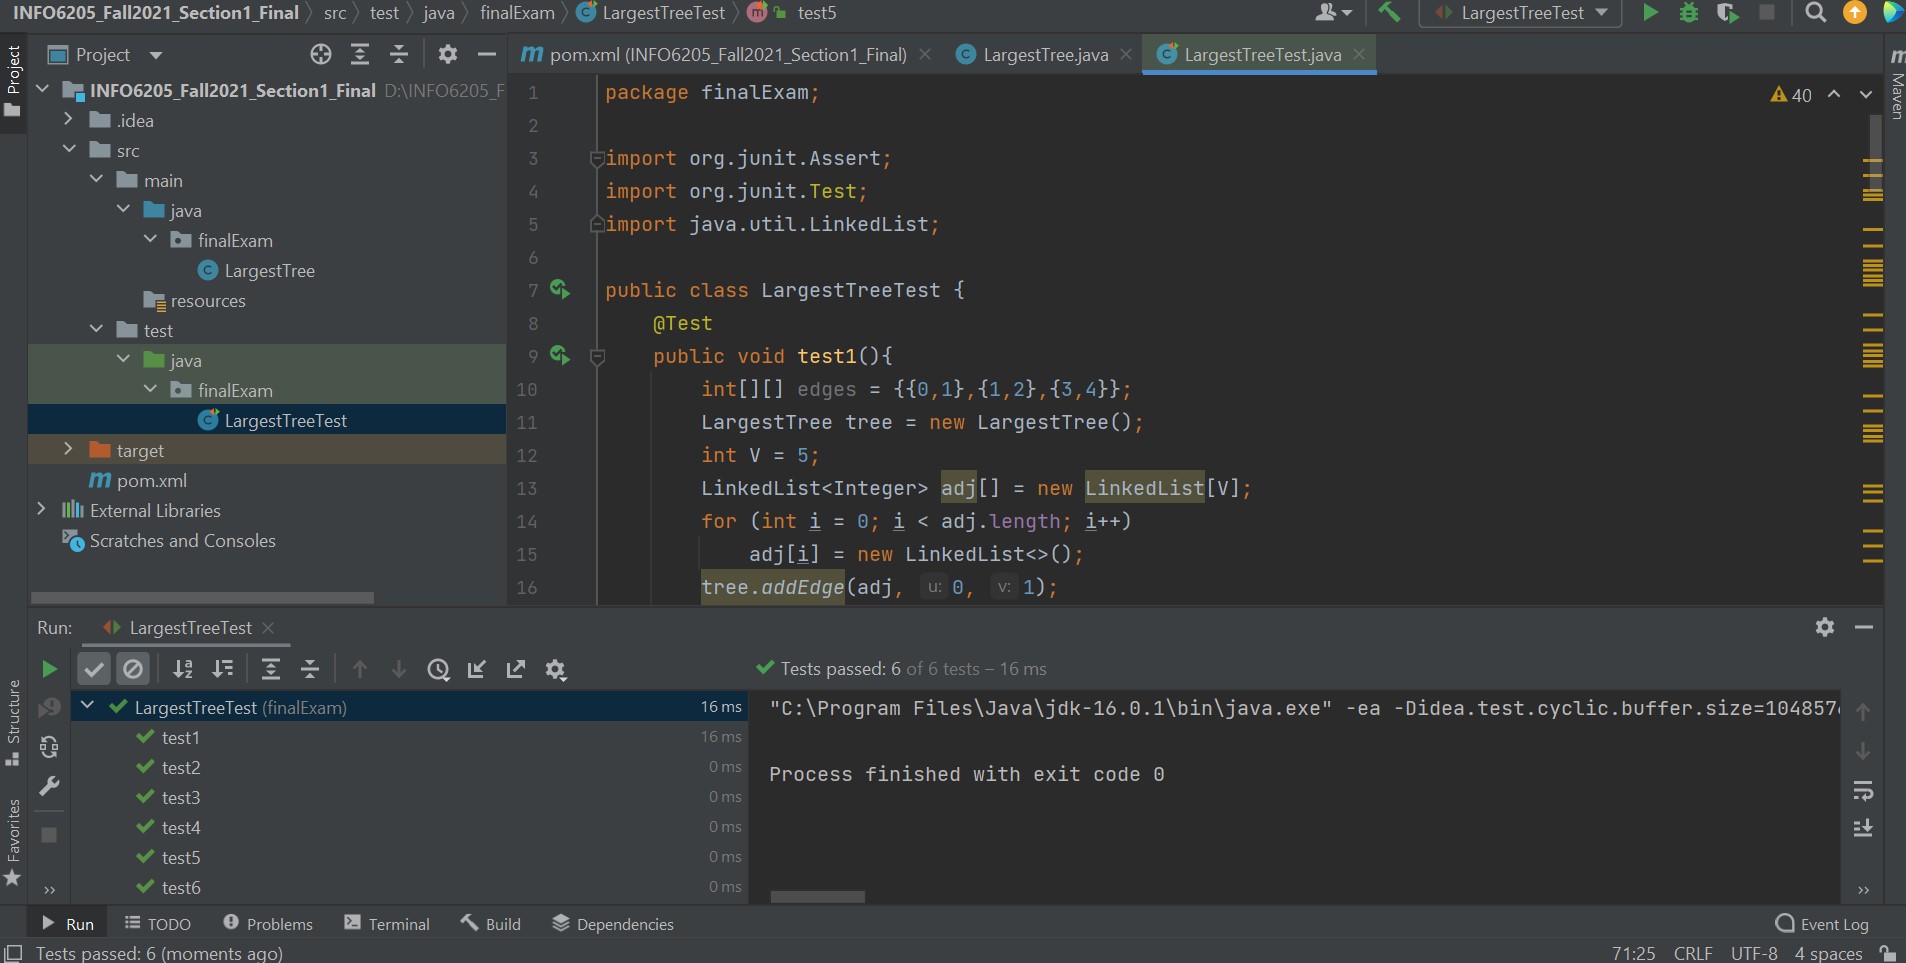 INFO6205_Fall2021_Section1_Final src test java finalExam LargestTreeTest test5
LargestTreeTest
Project
pom.xml (INFO6205_Fall2021_Section1_Final)
LargestTree.java
LargestTreeTest.java
Project
Maven
INFO6205_Fall2021_Section1_Final D:\INFO6205_F
.idea
src
main
java
finalExam
LargestTree
resources
test
java
finalExam
LargestTreeTest
target
pom.xml
External Libraries
Scratches and Consoles
40
1 package finalExam;
2
3 import org.junit.Assert;
4 import org.junit.Test;
5 import java.util.LinkedList;
6
7 public class LargestTreeTest {
8 @Test
9 public void test1(){
10 int[][] edges = {{0,1},{1,2},{3,4}};
11 LargestTree tree = new LargestTree();
12 int V = 5;
13 LinkedList<Integer> adj[] = new LinkedList[V];
14 for (int i = 0; i < adj.length; i++)
15 adj[i] = new LinkedList<>();
16 tree.addEdge(adj, u: 0, v: 1);
Run: LargestTreeTest
Tests passed: 6 of 6 tests – 16 ms
Structure
Favorites
LargestTreeTest (finalExam) 16 ms
test1 16 ms
test2 0 ms
test3 0 ms
test4 0 ms
test5 0 ms
test6 0 ms
"C:\Program Files\Java\jdk-16.0.1\bin\java.exe" -ea -Didea.test.cyclic.buffer.size=1048576
Process finished with exit code 0
Run TODO Problems Terminal Build Dependencies Event Log
Tests passed: 6 (moments ago) 71:25 CRLF UTF-8 4 spaces